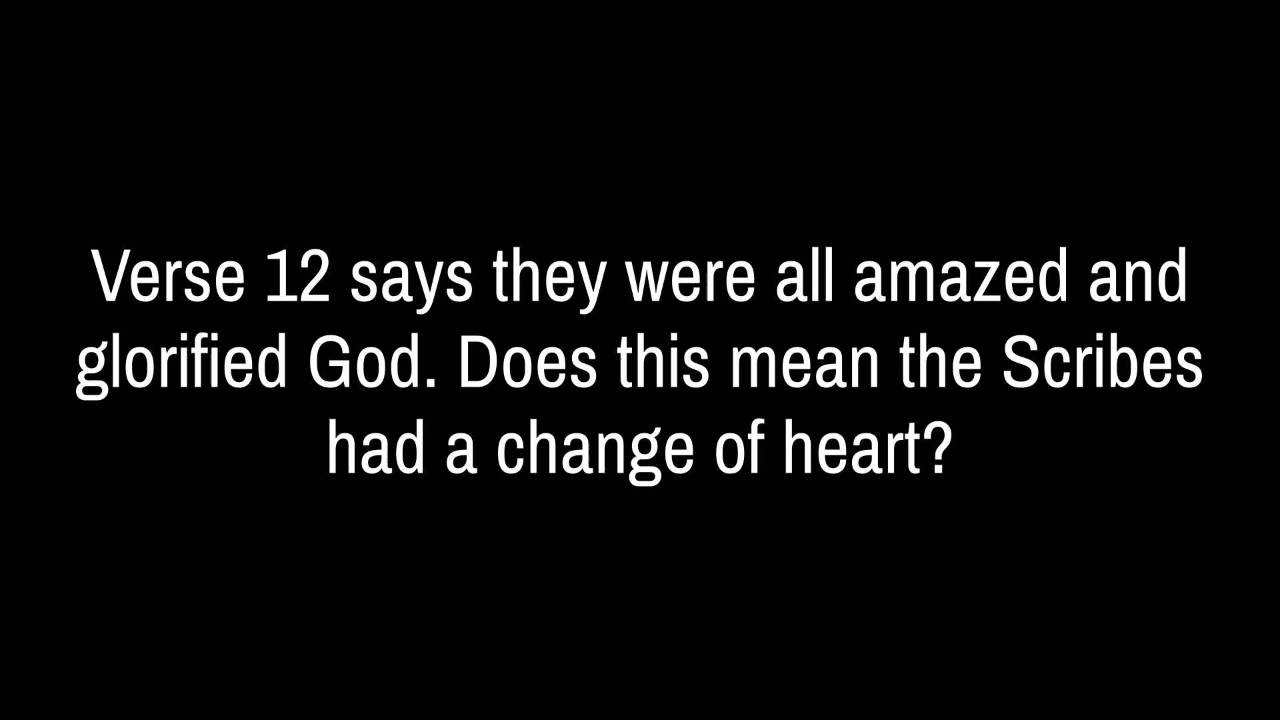 Verse 12 says they were all amazed and
glorified God. Does this mean the Scribes
had a change of heart?